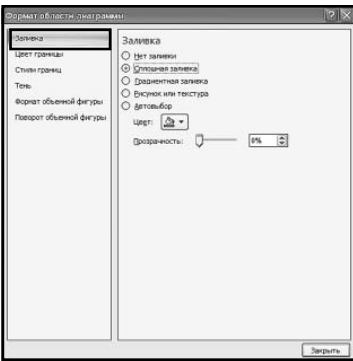 Формат области диаграммы
Заливка
Цвет границы
Стили границ
Тень
Формат объемной фигуры
Поворот объемной фигуры
Заливка
Нет заливки
Сплошная заливка
Градиентная заливка
Рисунок или текстура
Автовыбор
Цвет:
Прозрачность: 0%
Закрыть